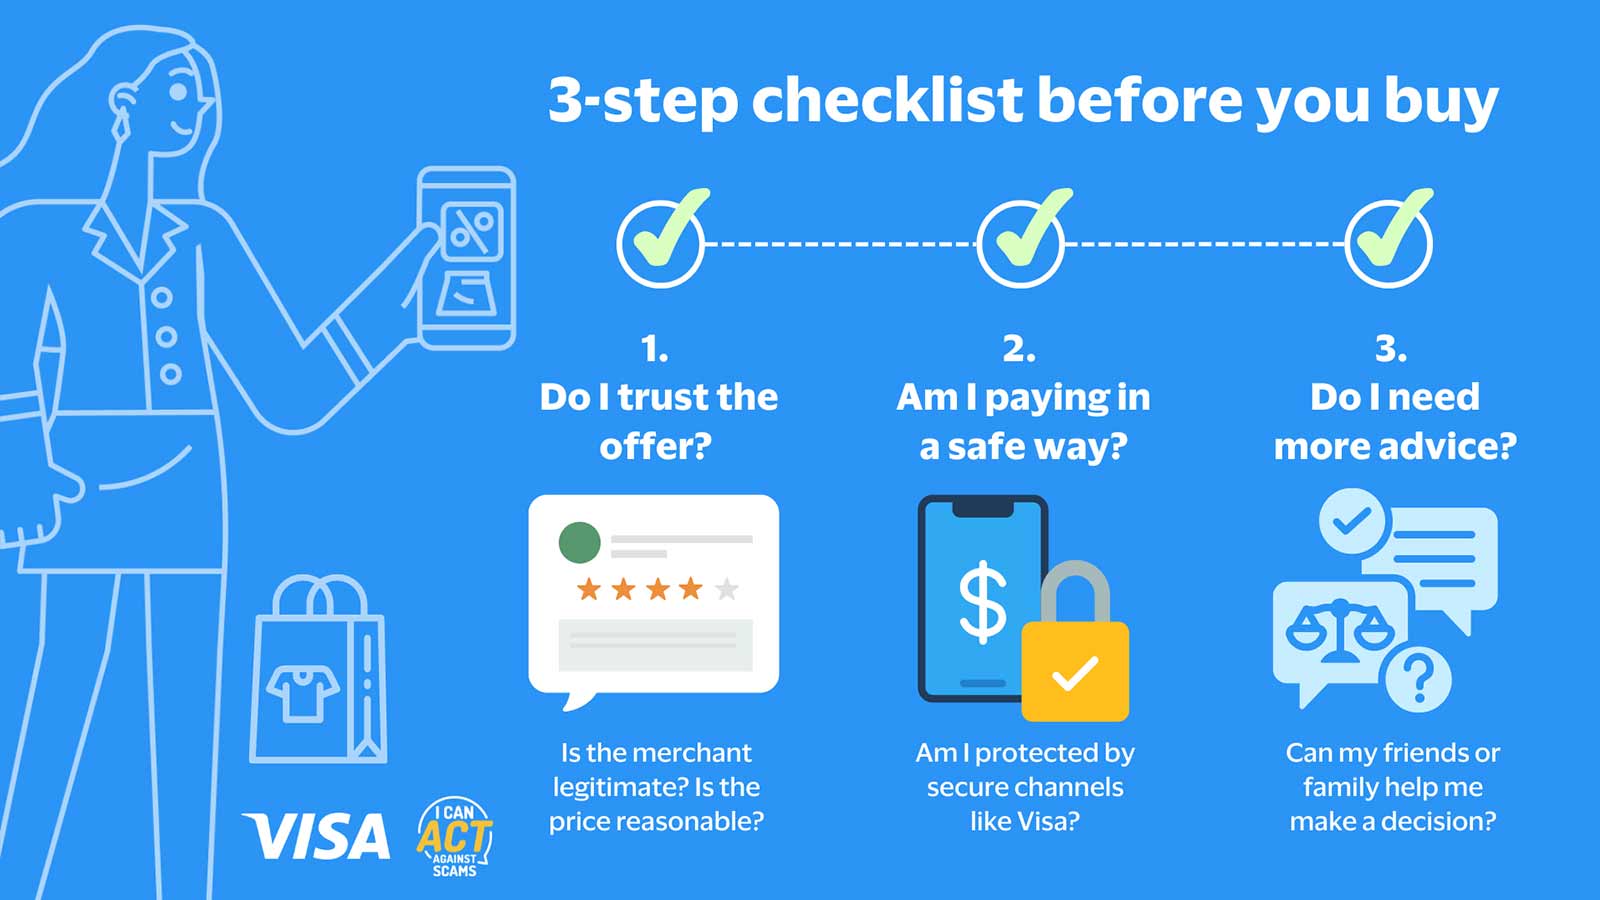 3-step checklist before you buy
1.
Do I trust the
offer?
Is the merchant
legitimate? Is the
price reasonable?
2.
Am I paying in
a safe way?
$
Am I protected by
secure channels
like Visa?
3.
Do I need
more advice?
?
Can my friends or
family help me
make a decision?
%
VISA
I CAN
ACT
AGAINST
SCAMS